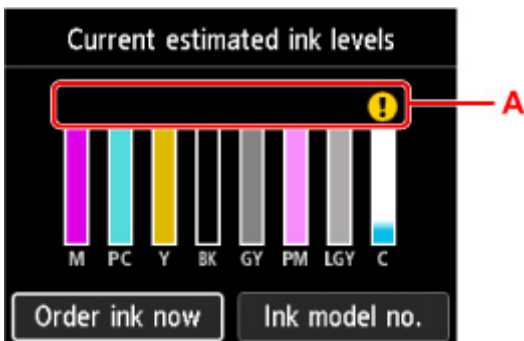 Current estimated ink levels
A
M PC Y BK GY PM LGY C
Order ink now Ink model no.